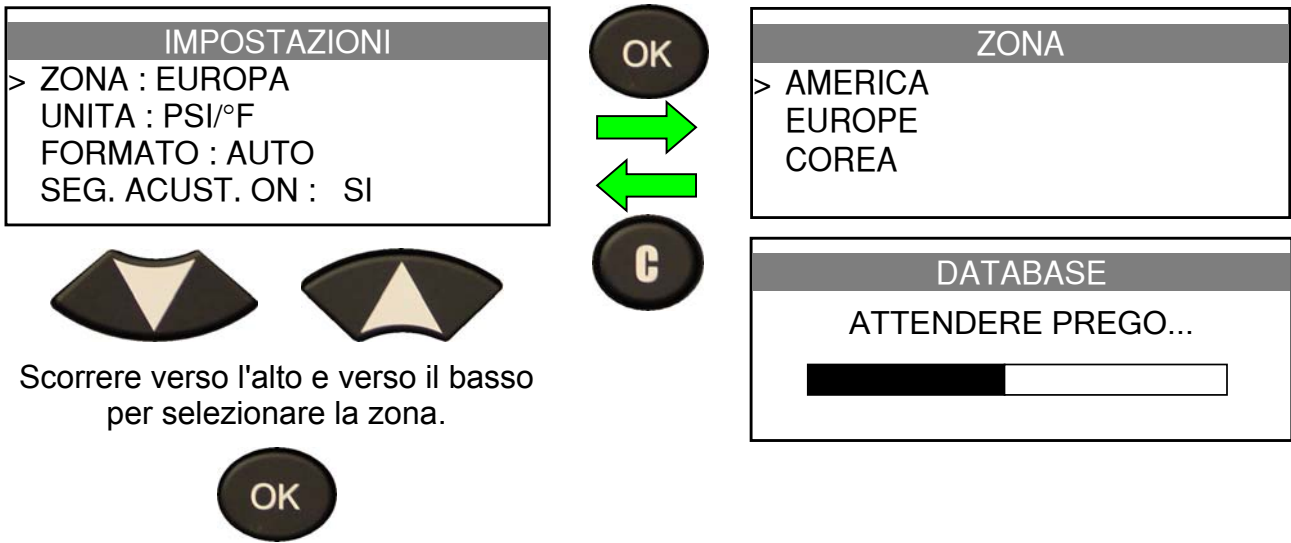 IMPOSTAZIONI
> ZONA : EUROPA
UNITA : PSI/°F
FORMATO : AUTO
SEG. ACUST. ON : SI
OK
C
ZONA
> AMERICA
EUROPE
COREA
DATABASE
ATTENDERE PREGO...
Scorrere verso l'alto e verso il basso
per selezionare la zona.
OK